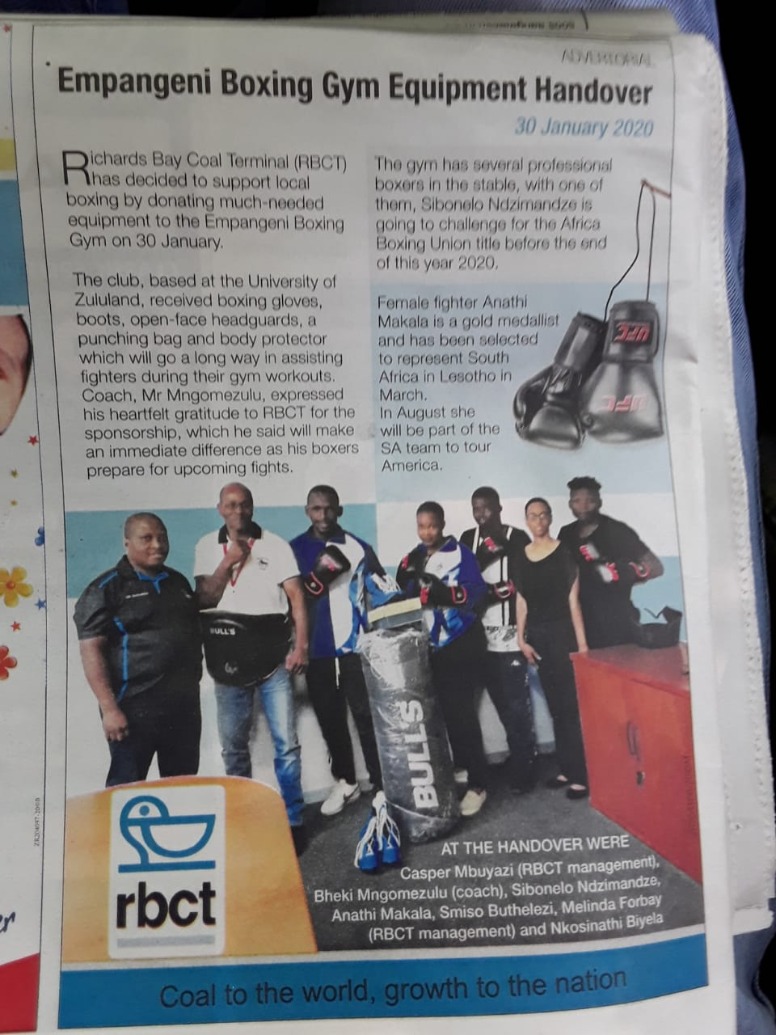 ADVERTORIAL
Empangeni Boxing Gym Equipment Handover
30 January 2020
Richards Bay Coal Terminal (RBCT)
has decided to support local
boxing by donating much-needed
equipment to the Empangeni Boxing
Gym on 30 January.
The club, based at the University of
Zululand, received boxing gloves,
boots, open-face headguards, a
punching bag and body protector
which will go a long way in assisting
fighters during their gym workouts.
Coach, Mr Mngomezulu, expressed
his heartfelt gratitude to RBCT for the
sponsorship, which he said will make
an immediate difference as his boxers
prepare for upcoming fights.
The gym has several professional
boxers in the stable, with one of
them, Sibonelo Ndzimandze is
going to challenge for the Africa
Boxing Union title before the end
of this year 2020.
Female fighter Anathi
Makala is a gold medallist
and has been selected
to represent South
Africa in Lesotho in
March.
In August she
will be part of the
SA team to tour
America.
UFC
UFC
BULL'S
BULLS
AT THE HANDOVER WERE
Casper Mbuyazi (RBCT management),
Bheki Mngomezulu (coach), Sibonelo Ndzimandze,
Anathi Makala, Smiso Buthelezi, Melinda Forbay
(RBCT management) and Nkosinathi Biyela
rbct
Coal to the world, growth to the nation